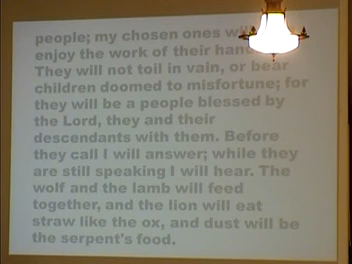 people; my chosen ones w
enjoy the work of their han
They will not toil in vain, or bear
children doomed to misfortune; for
they will be a people blessed by
the Lord, they and their
descendants with them. Before
they call I will answer; while they
are still speaking I will hear. The
wolf and the lamb will feed
together, and the lion will eat
straw like the ox, and dust will be
the serpent's food.